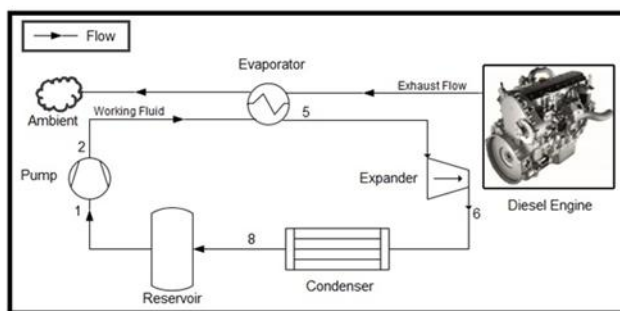 Flow
Evaporator
Exhaust Flow
Ambient
Working Fluid
5
2
Pump
Expander
Diesel Engine
1
6
8
Reservoir
Condenser